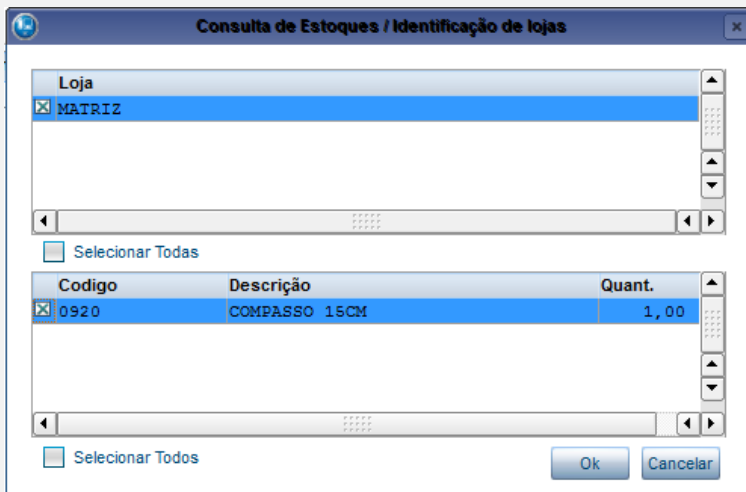 Consulta de Estoques / Identificação de lojas
Loja
MATRIZ
Selecionar Todas
Codigo Descrição Quant.
0920 COMPASSO 15CM 1,00
Selecionar Todos
Ok Cancelar